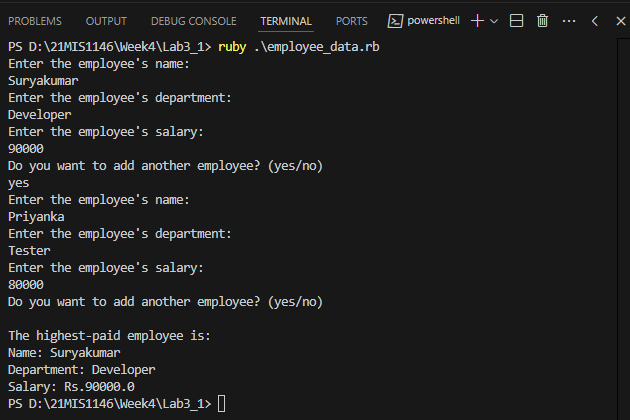 PROBLEMS OUTPUT DEBUG CONSOLE TERMINAL PORTS powershell
PS D:\21MIS1146\Week4\Lab3_1> ruby .\employee_data.rb
Enter the employee's name:
Suryakumar
Enter the employee's department:
Developer
Enter the employee's salary:
90000
Do you want to add another employee? (yes/no)
yes
Enter the employee's name:
Priyanka
Enter the employee's department:
Tester
Enter the employee's salary:
80000
Do you want to add another employee? (yes/no)
The highest-paid employee is:
Name: Suryakumar
Department: Developer
Salary: Rs.90000.0
PS D:\21MIS1146\Week4\Lab3_1>